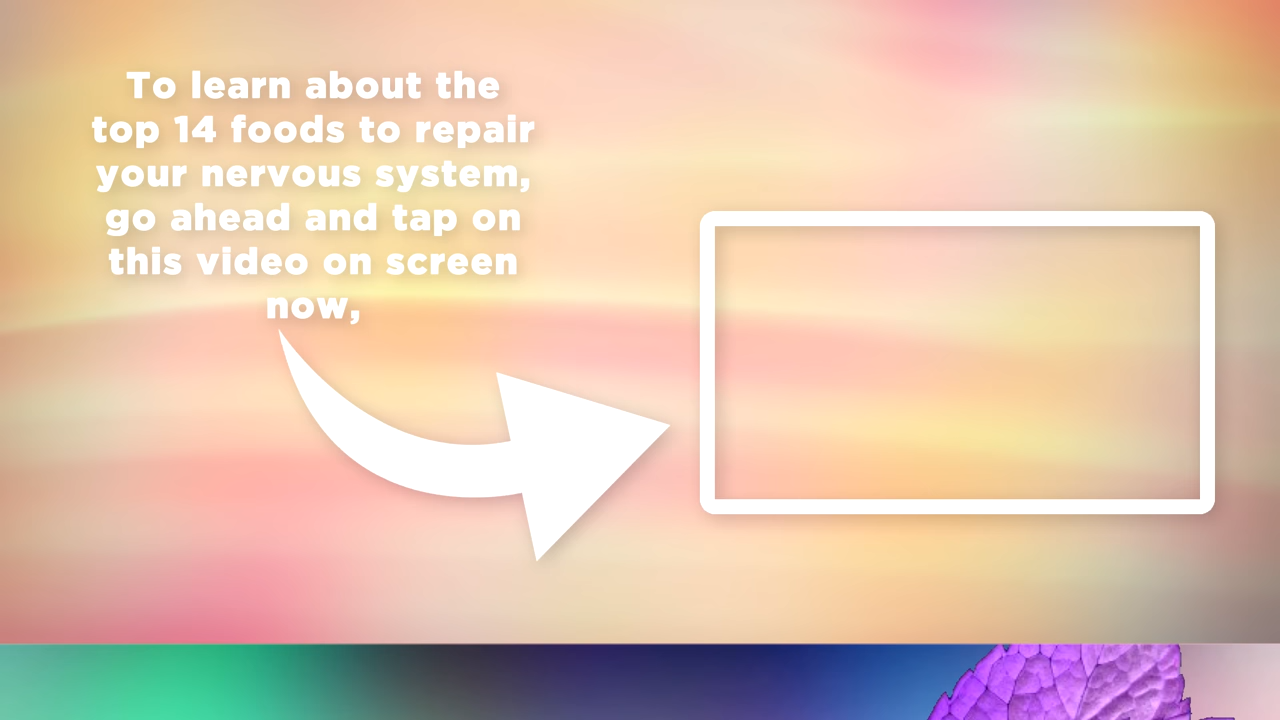 To learn about the
top 14 foods to repair
your nervous system,
go ahead and tap on
this video on screen
now,